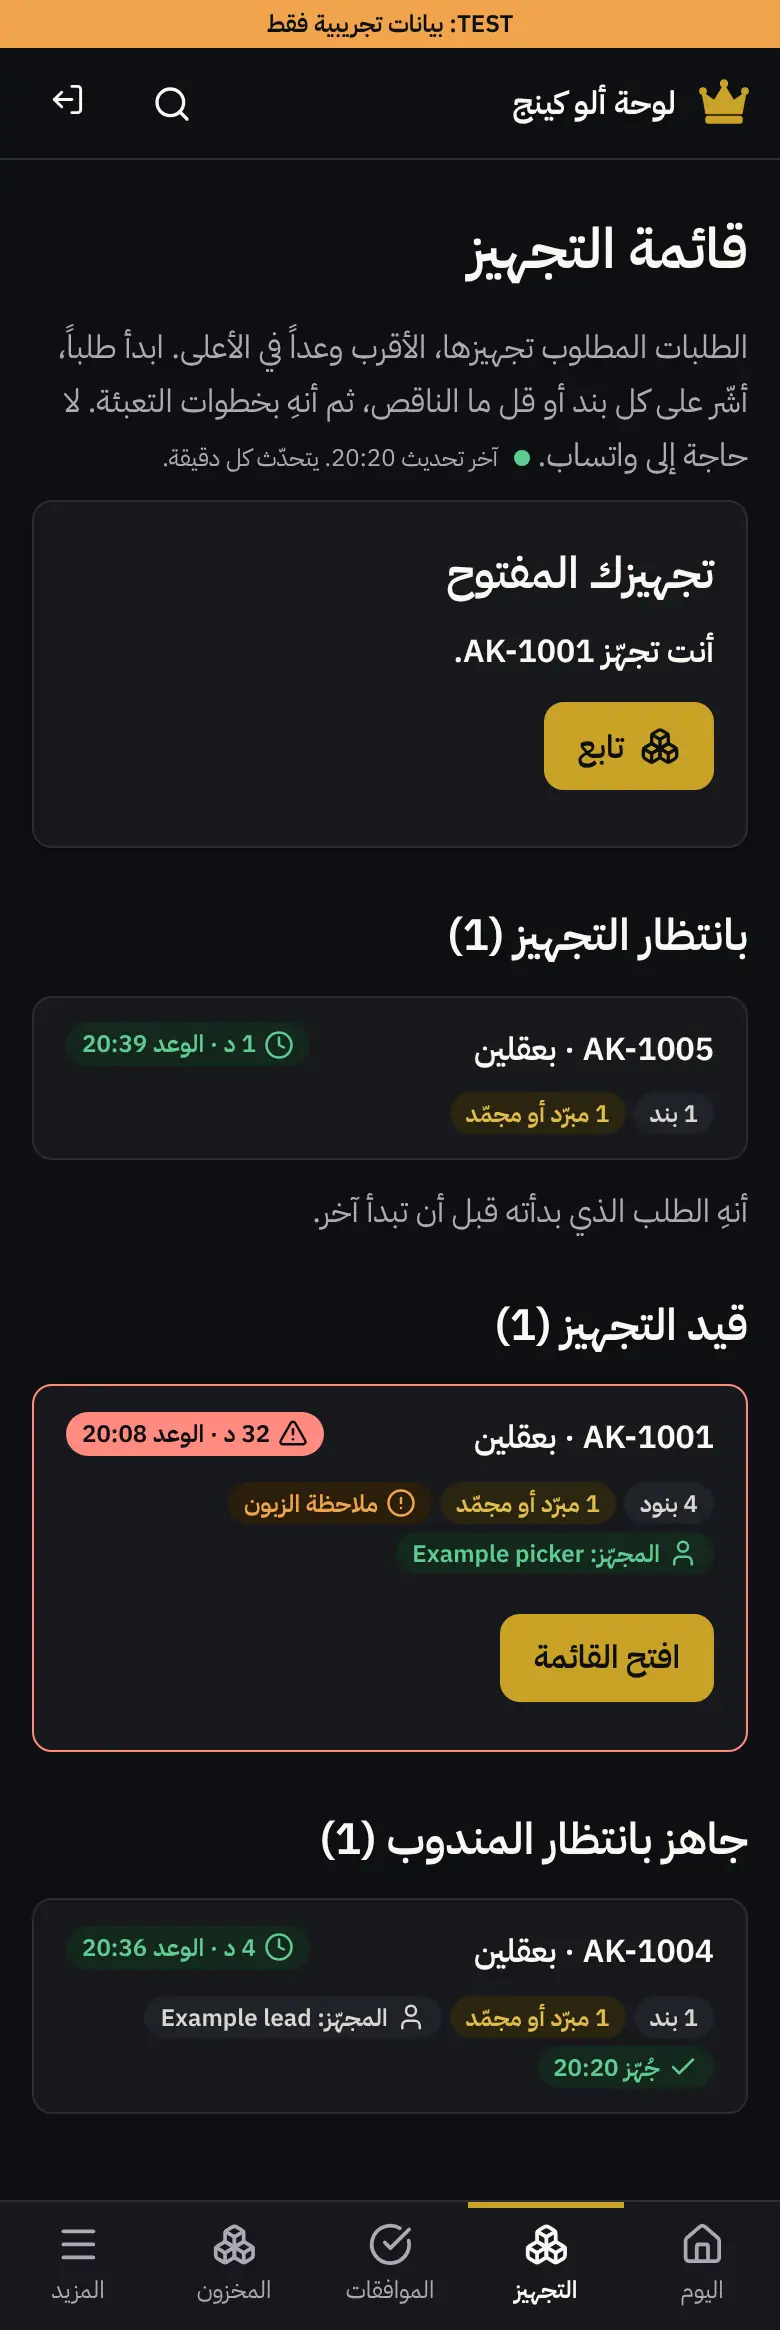 TEST: بيانات تجريبية فقط
لوحة ألو كينج
قائمة التجهيز
الطلبات المطلوب تجهيزها، الأقرب وعداً في الأعلى. ابدأ طلباً،
أشّر على كل بند أو قل ما الناقص، ثم أنهِ بخطوات التعبئة. لا
حاجة إلى واتساب. آخر تحديث 20:20. يتحدّث كل دقيقة.
تجهيزك المفتوح
أنت تجهّز AK-1001.
تابع
بانتظار التجهيز (1)
AK-1005 · بعقلين
1 د · الوعد 20:39
1 بند
1 مبرّد أو مجمّد
أنهِ الطلب الذي بدأته قبل أن تبدأ آخر.
قيد التجهيز (1)
AK-1001 · بعقلين
32 د · الوعد 20:08
4 بنود
1 مبرّد أو مجمّد
ملاحظة الزبون
المجهّز: Example picker
افتح القائمة
جاهز بانتظار المندوب (1)
AK-1004 · بعقلين
4 د · الوعد 20:36
1 بند
1 مبرّد أو مجمّد
المجهّز: Example lead
جُهّز 20:20
اليوم
التجهيز
الموافقات
المخزون
المزيد